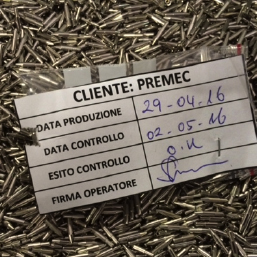 CLIENTE: PREMEC
DATA PRODUZIONE 29-04-16
DATA CONTROLLO 02-05-16
ESITO CONTROLLO O.K
FIRMA OPERATORE